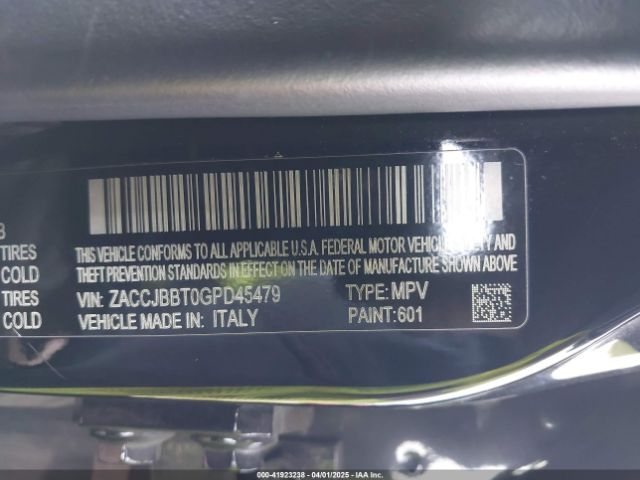 B
TIRES
COLD
TIRES
COLD
THIS VEHICLE CONFORMS TO ALL APPLICABLE U.S.A. FEDERAL MOTOR VEHICLE SAFETY AND
THEFT PREVENTION STANDARDS IN EFFECT ON THE DATE OF MANUFACTURE SHOWN ABOVE
VIN: ZACCJBBT0GPD45479 TYPE: MPV
VEHICLE MADE IN: ITALY PAINT: 601
000-41923238 - 04/01/2025 - IAA Inc.